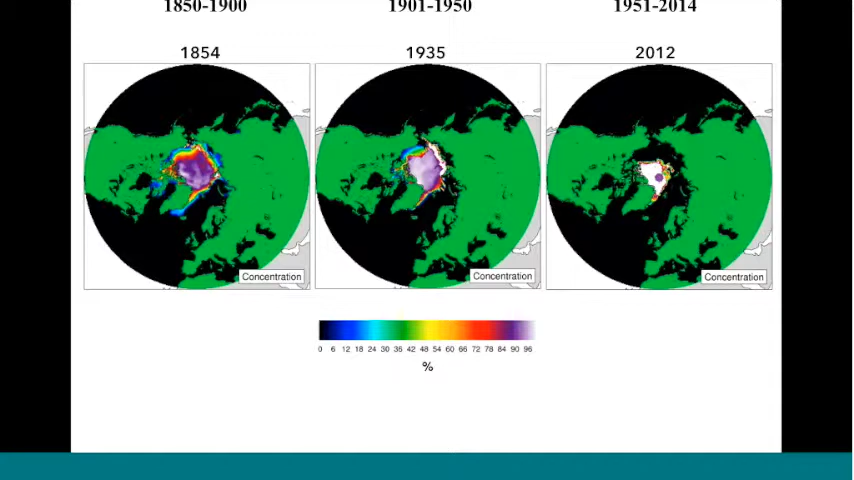 1850-1900 1901-1950 1951-2014
1854 1935 2012
Concentration Concentration Concentration
0 6 12 18 24 30 36 42 48 54 60 66 72 78 84 90 96
%